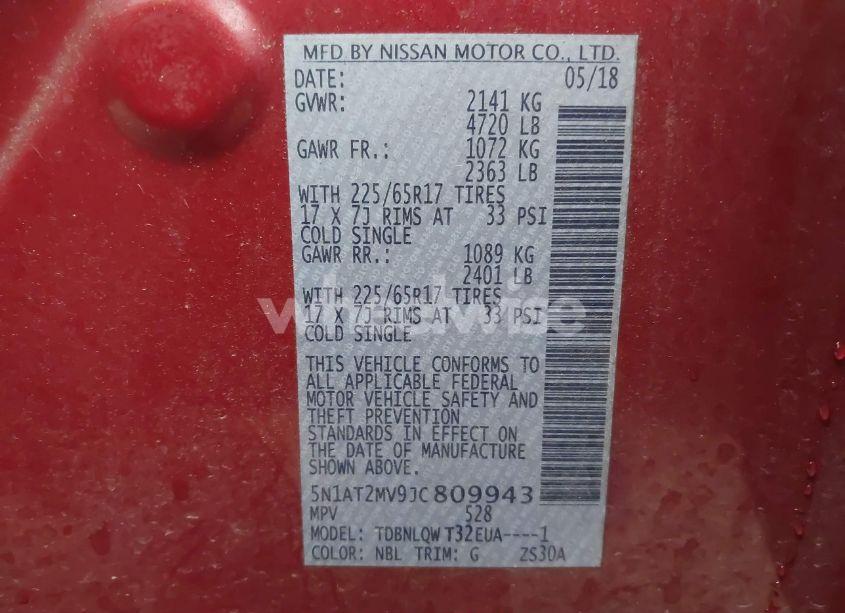 MFD BY NISSAN MOTOR CO., LTD.
DATE: 05/18
GVWR: 2141 KG
4720 LB
GAWR FR.: 1072 KG
2363 LB
WITH 225/65R17 TIRES
17 X 7J RIMS AT 33 PSI
COLD SINGLE
GAWR RR.: 1089 KG
2401 LB
WITH 225/65R17 TIRES
17 X 7J RIMS AT 33 PSI
COLD SINGLE
THIS VEHICLE CONFORMS TO
ALL APPLICABLE FEDERAL
MOTOR VEHICLE SAFETY AND
THEFT PREVENTION
STANDARDS IN EFFECT ON
THE DATE OF MANUFACTURE
SHOWN ABOVE.
5N1AT2MV9JC809943
MPV 528
MODEL: TDBNLQW T32EUA----1
COLOR: NBL TRIM: G ZS30A